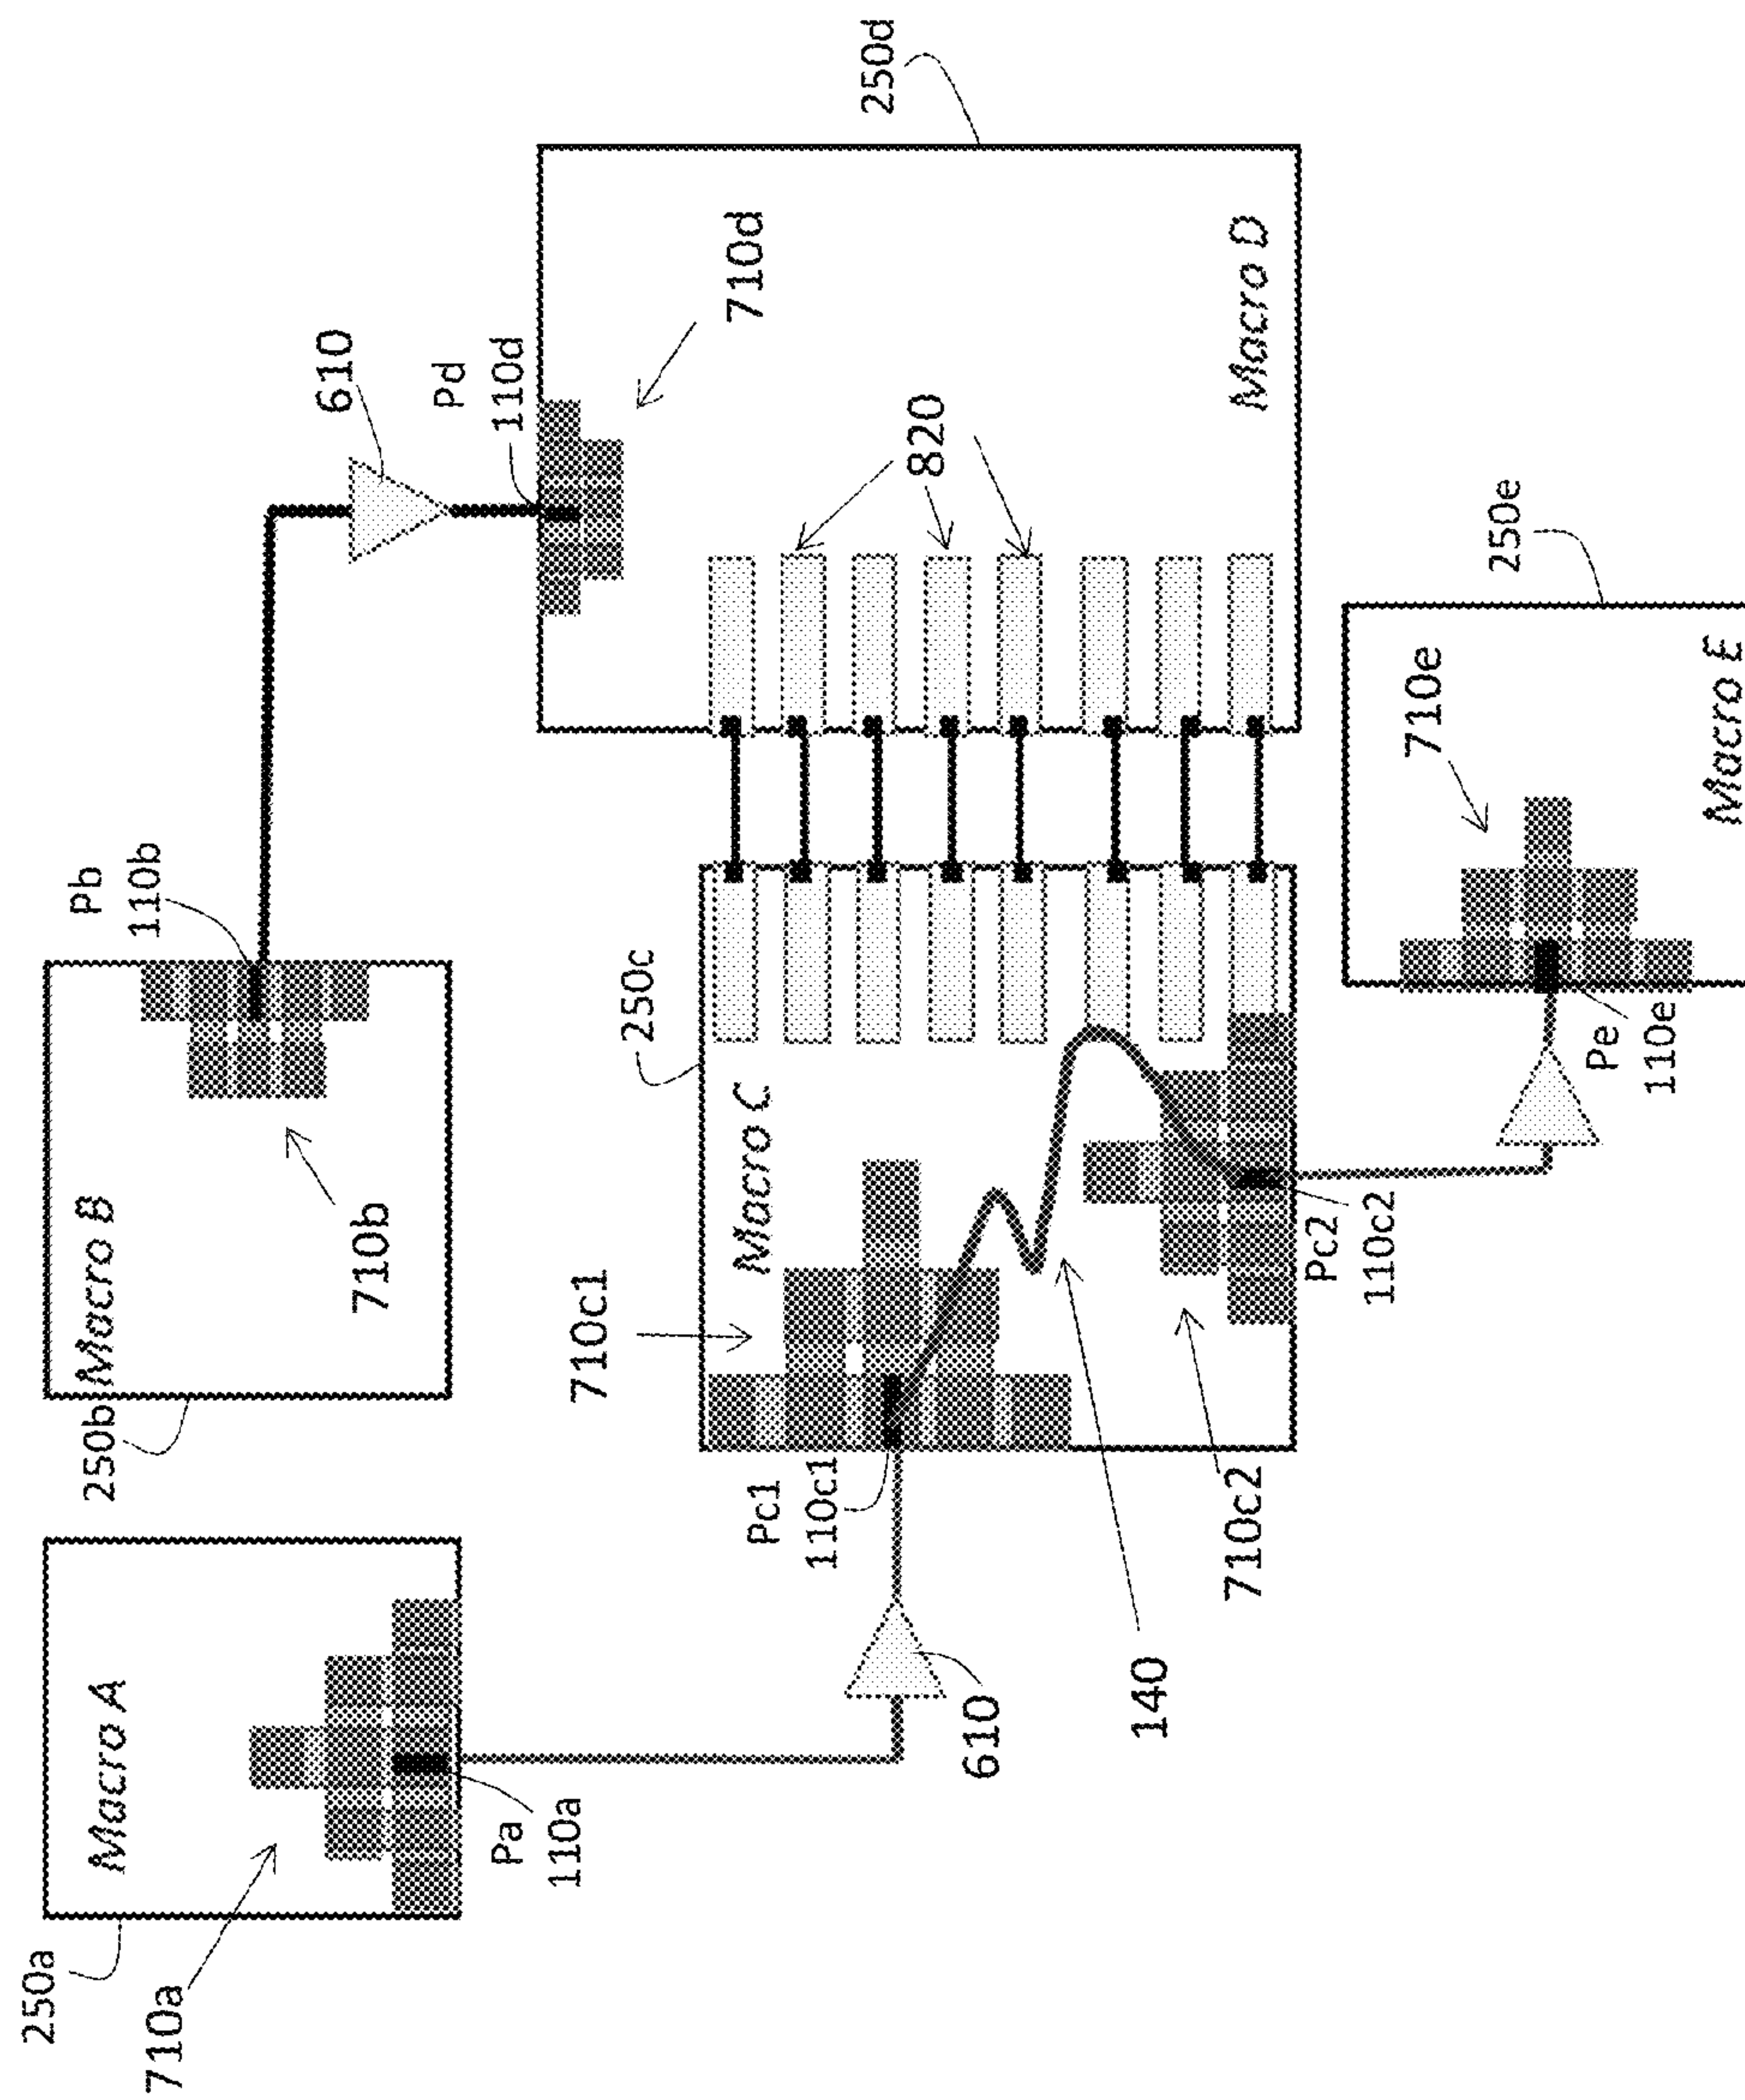 250a
710a
Macro A
Pa
110a
250b
Macro B
710b
Pb
110b
610
Pc1
110c1
710c1
Macro C
250c
140
710c2
Pc2
110c2
610
Pd
110d
710d
820
Macro D
250d
Pe
110e
710e
Macro E
250e